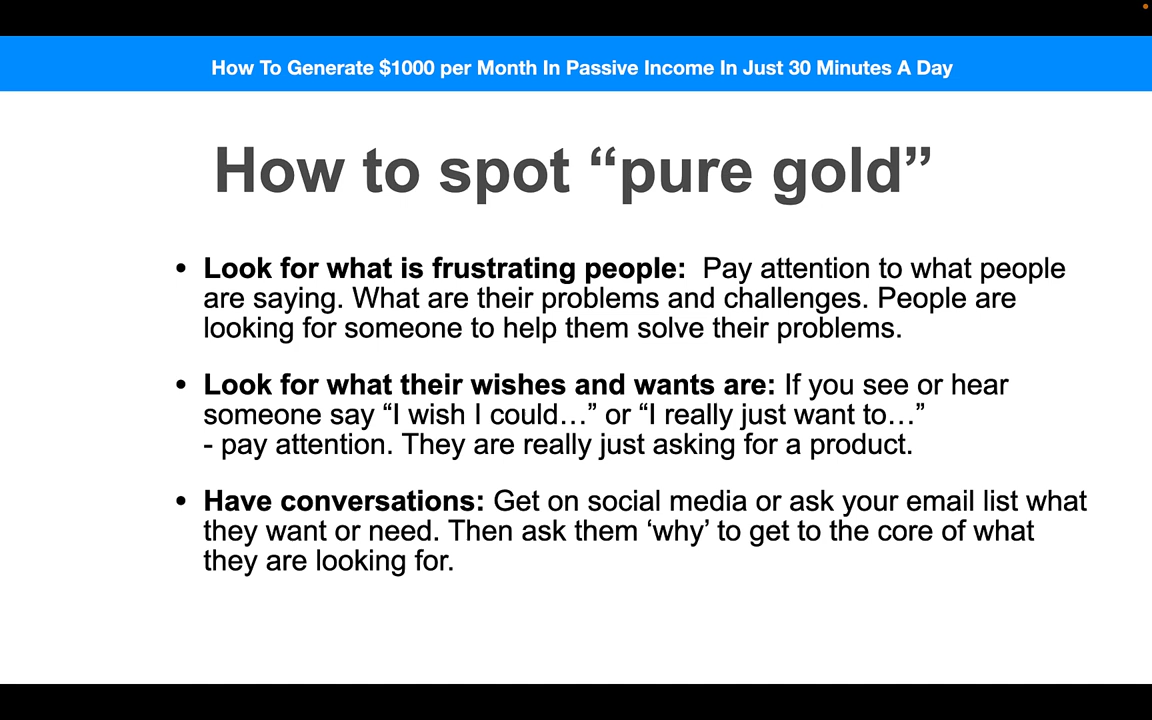 How To Generate $1000 per Month In Passive Income In Just 30 Minutes A Day
How to spot “pure gold”
• Look for what is frustrating people:  Pay attention to what people
are saying. What are their problems and challenges. People are
looking for someone to help them solve their problems.
• Look for what their wishes and wants are: If you see or hear
someone say “I wish I could…” or “I really just want to…”
- pay attention. They are really just asking for a product.
• Have conversations: Get on social media or ask your email list what
they want or need. Then ask them ‘why’ to get to the core of what
they are looking for.